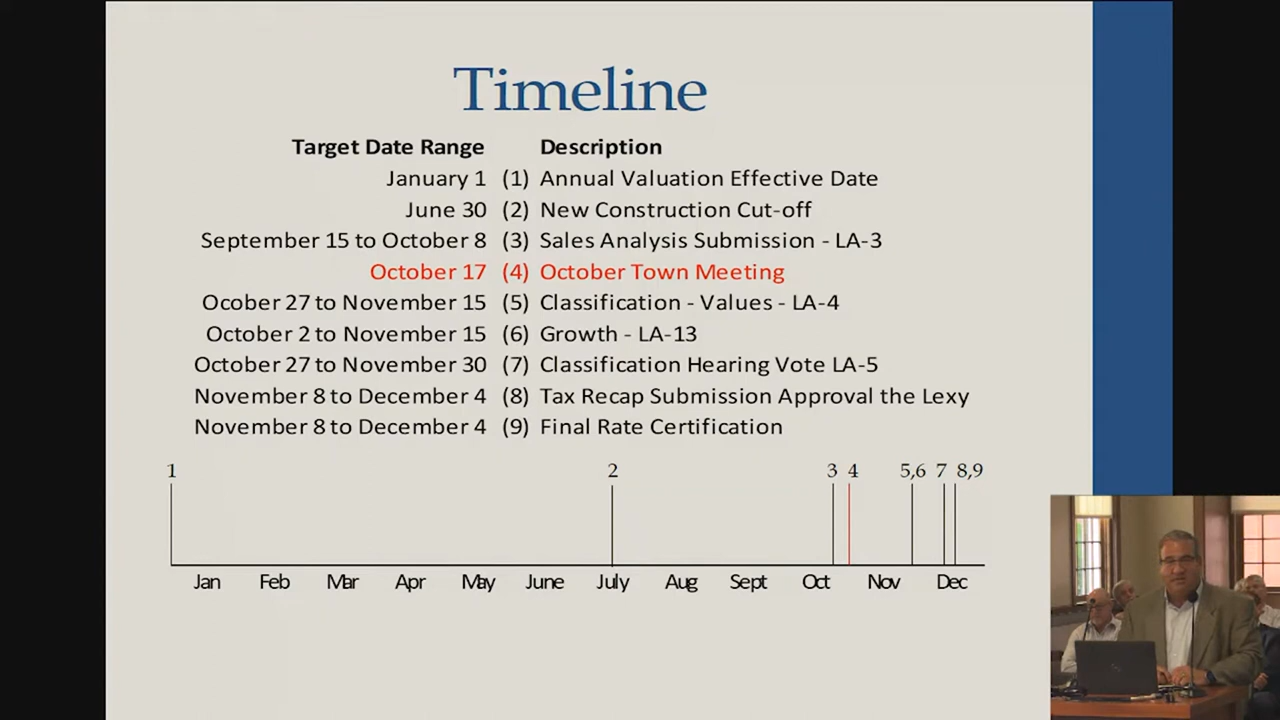 Timeline
Target Date Range Description
January 1 (1) Annual Valuation Effective Date
June 30 (2) New Construction Cut-off
September 15 to October 8 (3) Sales Analysis Submission - LA-3
October 17 (4) October Town Meeting
Ocober 27 to November 15 (5) Classification - Values - LA-4
October 2 to November 15 (6) Growth - LA-13
October 27 to November 30 (7) Classification Hearing Vote LA-5
November 8 to December 4 (8) Tax Recap Submission Approval the Lexy
November 8 to December 4 (9) Final Rate Certification
1 2 3 4 5,6 7 8,9
Jan Feb Mar Apr May June July Aug Sept Oct Nov Dec